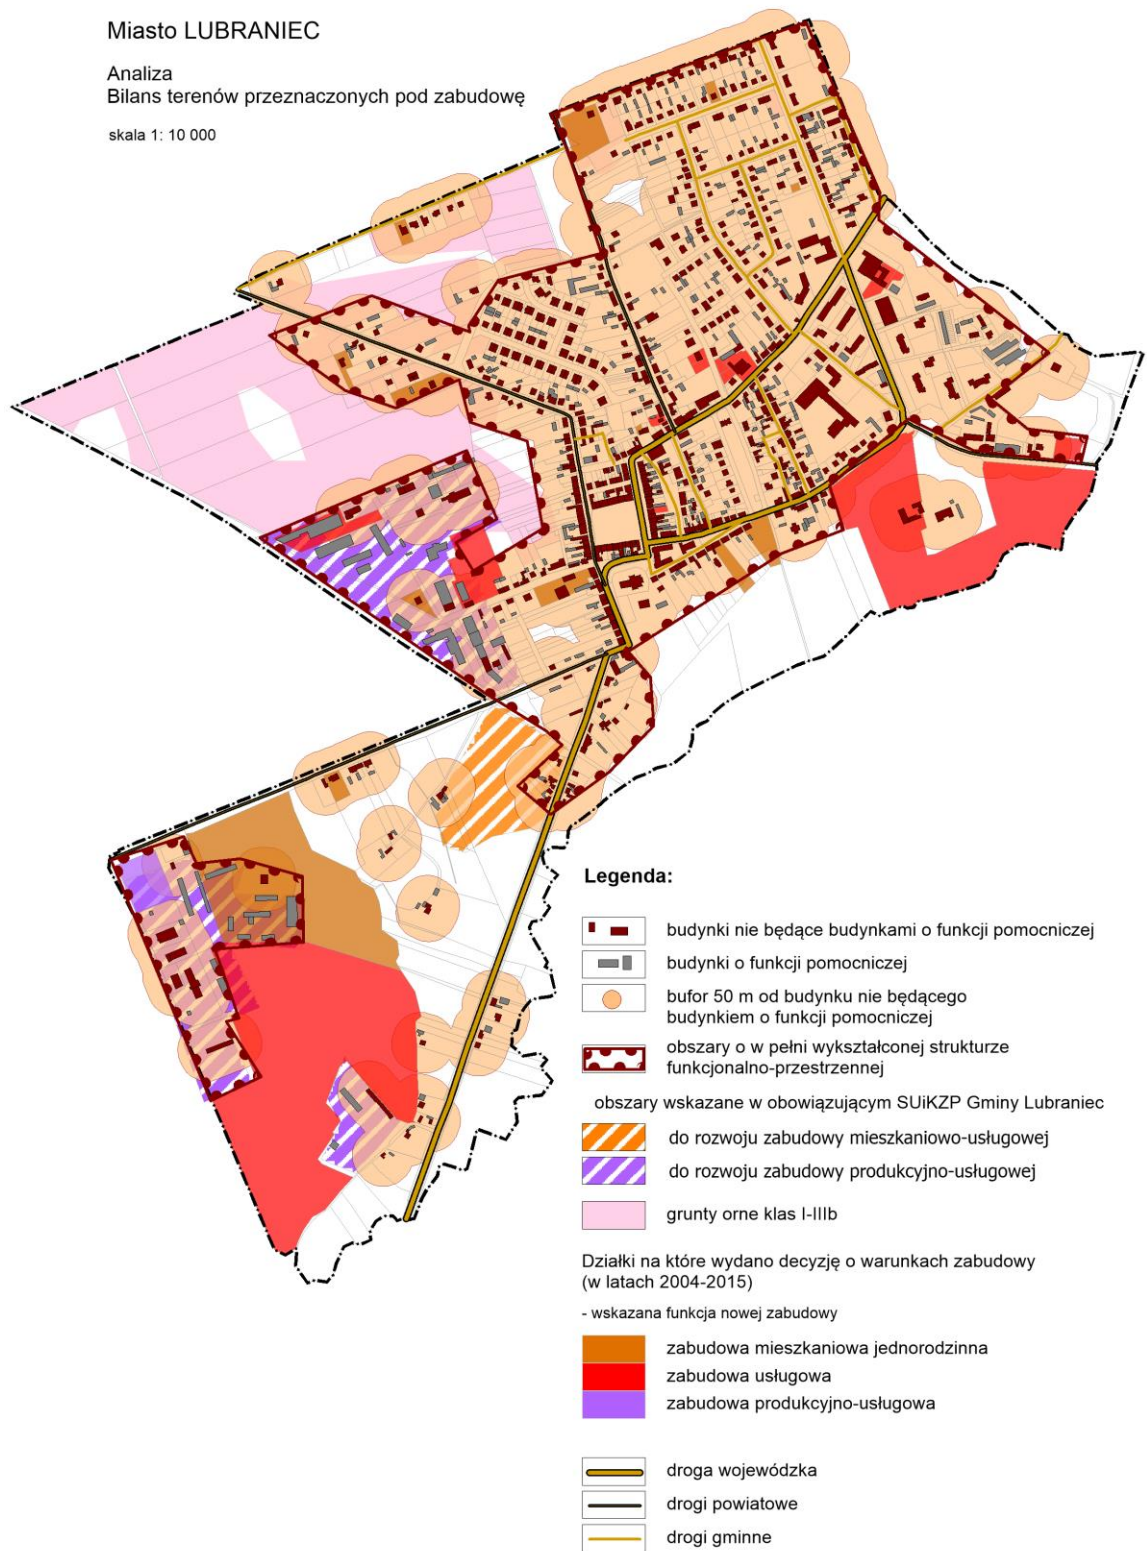 Miasto LUBRANIEC
Analiza
Bilans terenów przeznaczonych pod zabudowę
skala 1: 10 000
Legenda:
budynki nie będące budynkami o funkcji pomocniczej
budynki o funkcji pomocniczej
bufor 50 m od budynku nie będącego
budynkiem o funkcji pomocniczej
obszary o w pełni wykształconej strukturze
funkcjonalno-przestrzennej
obszary wskazane w obowiązującym SUiKZP Gminy Lubraniec
do rozwoju zabudowy mieszkaniowo-usługowej
do rozwoju zabudowy produkcyjno-usługowej
grunty orne klas I-IIIb
Działki na które wydano decyzję o warunkach zabudowy
(w latach 2004-2015)
- wskazana funkcja nowej zabudowy
zabudowa mieszkaniowa jednorodzinna
zabudowa usługowa
zabudowa produkcyjno-usługowa
droga wojewódzka
drogi powiatowe
drogi gminne